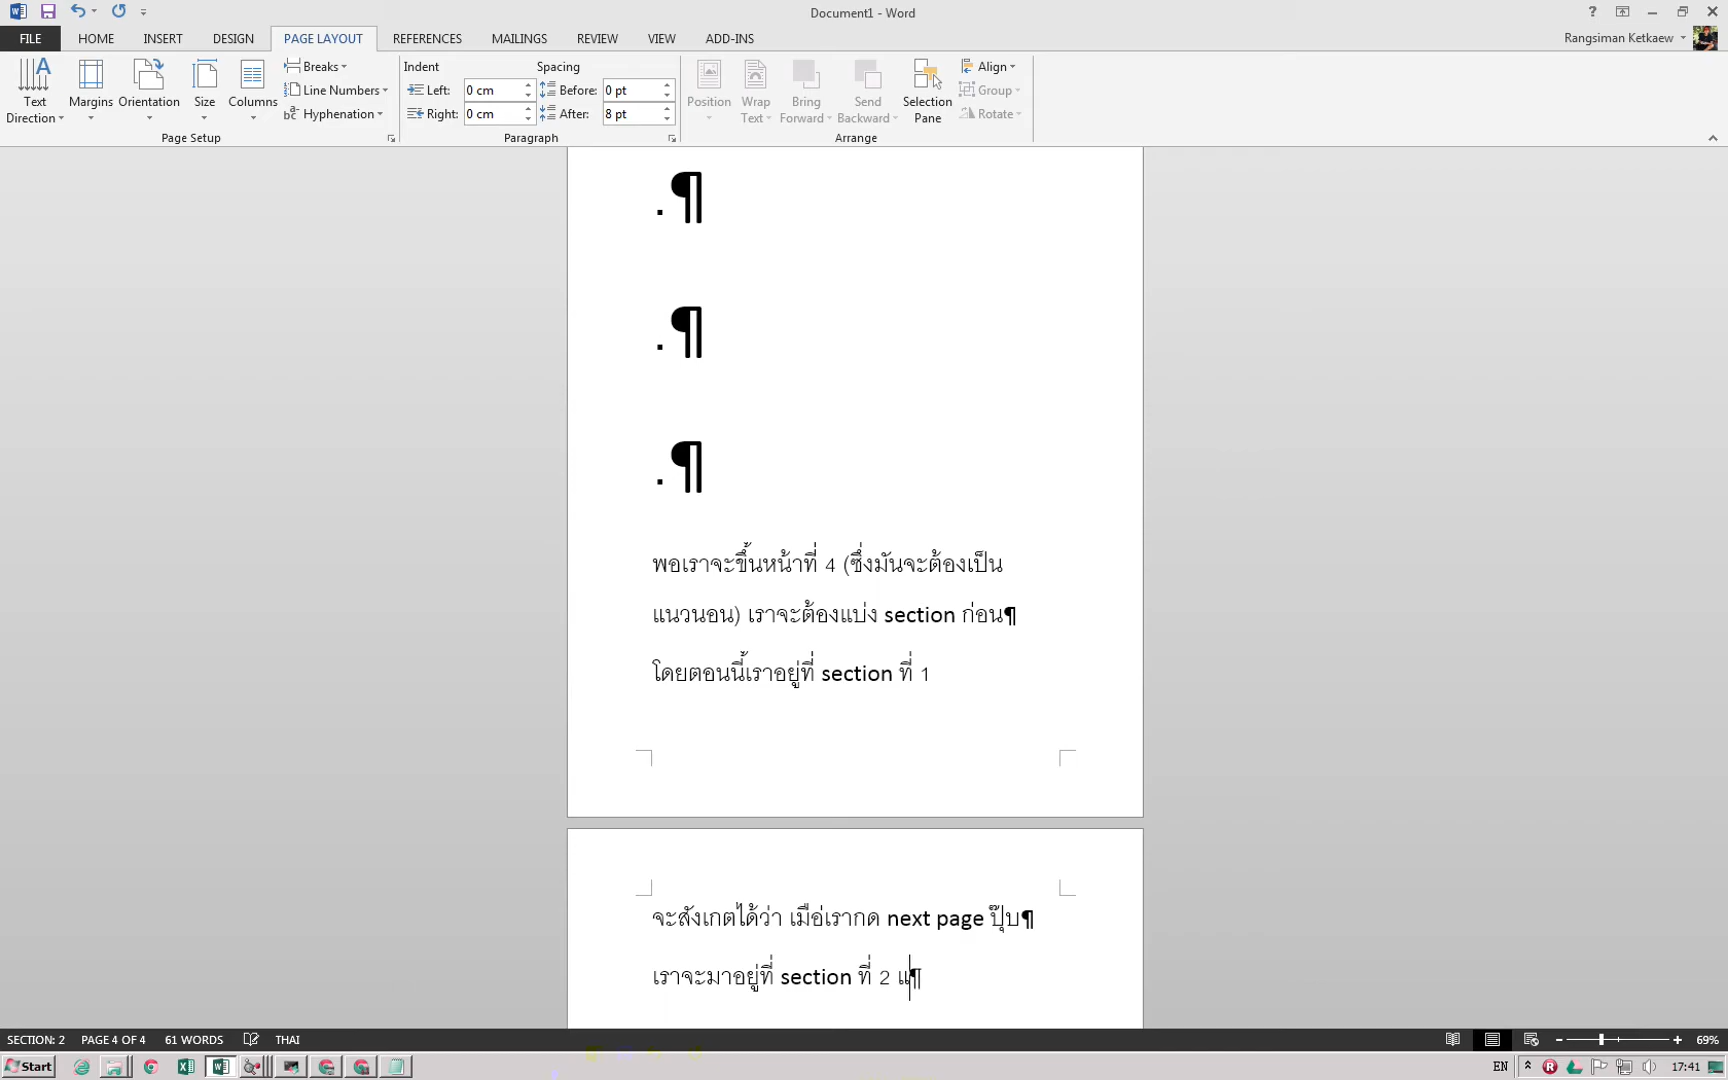 Document1 - Word
FILE HOME INSERT DESIGN PAGE LAYOUT REFERENCES MAILINGS REVIEW VIEW ADD-INS Rangsiman Ketkaew
Text Direction Margins Orientation Size Columns
Breaks
Line Numbers
Hyphenation
Page Setup
Indent Spacing
Left: 0 cm Before: 0 pt
Right: 0 cm After: 8 pt
Paragraph
Position Wrap Text Bring Forward Send Backward Selection Pane
Align
Group
Rotate
Arrange
.¶
.¶
.¶
พอเราจะขึ้นหน้าที่ 4 (ซึ่งมันจะต้องเป็น
แนวนอน) เราจะต้องแบ่ง section ก่อน¶
โดยตอนนี้เราอยู่ที่ section ที่ 1
จะสังเกตได้ว่า เมื่อเรากด next page ปุ๊บ¶
เราจะมาอยู่ที่ section ที่ 2 แ¶
SECTION: 2 PAGE 4 OF 4 61 WORDS THAI 69%
Start EN 17:41